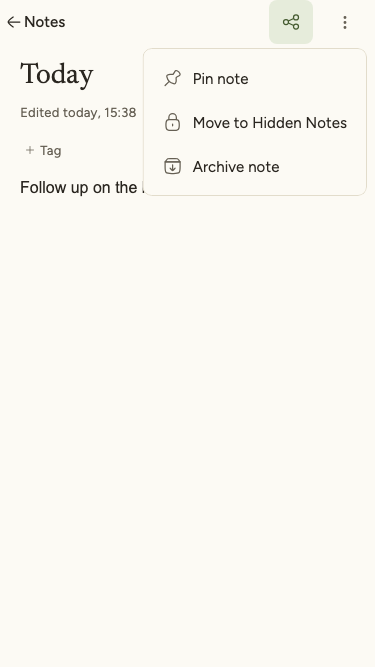 Notes
Today
Pin note
Edited today, 15:38
Move to Hidden Notes
+ Tag
Archive note
Follow up on the